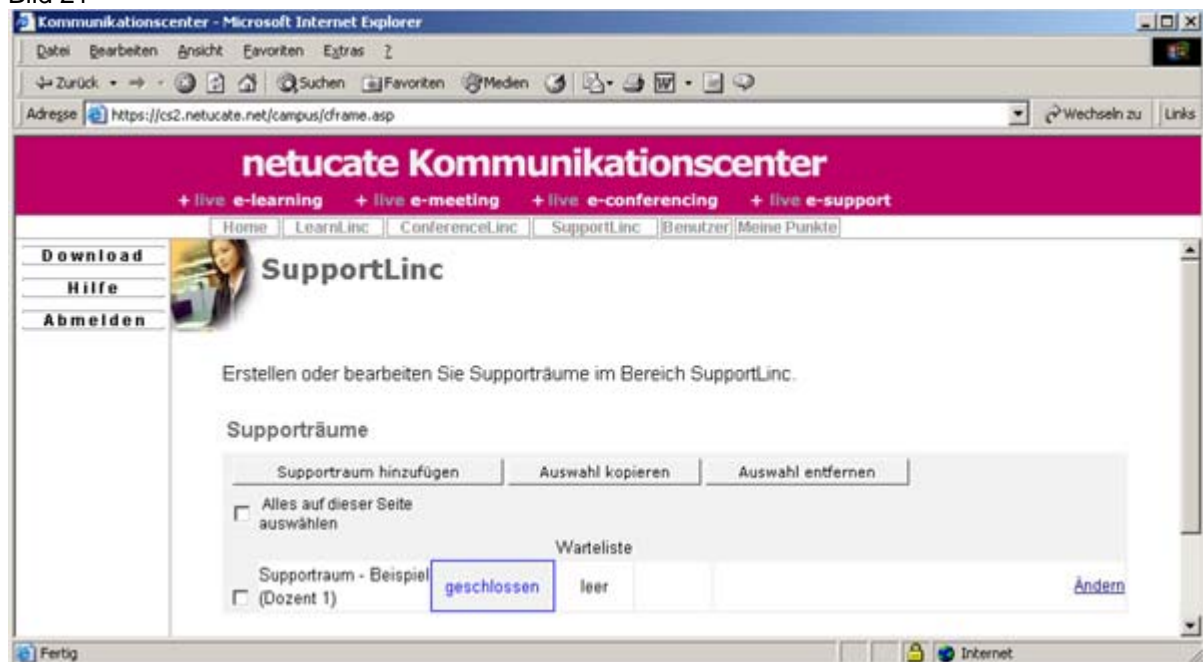 Kommunikationscenter - Microsoft Internet Explorer
Datei Bearbeiten Ansicht Favoriten Extras ?
Zurück Suchen Favoriten Medien
Adresse https://cs2.netucate.net/campus/cframe.asp Wechseln zu Links
netucate Kommunikationscenter
+ live e-learning + live e-meeting + live e-conferencing + live e-support
Home LearnLinc ConferenceLinc SupportLinc Benutzer Meine Punkte
Download
Hilfe
Abmelden
SupportLinc
Erstellen oder bearbeiten Sie Supporträume im Bereich SupportLinc.
Supporträume
Supportraum hinzufügen Auswahl kopieren Auswahl entfernen
Alles auf dieser Seite
auswählen
Warteliste
Supportraum - Beispiel
(Dozent 1)
geschlossen leer Ändern
Fertig Internet